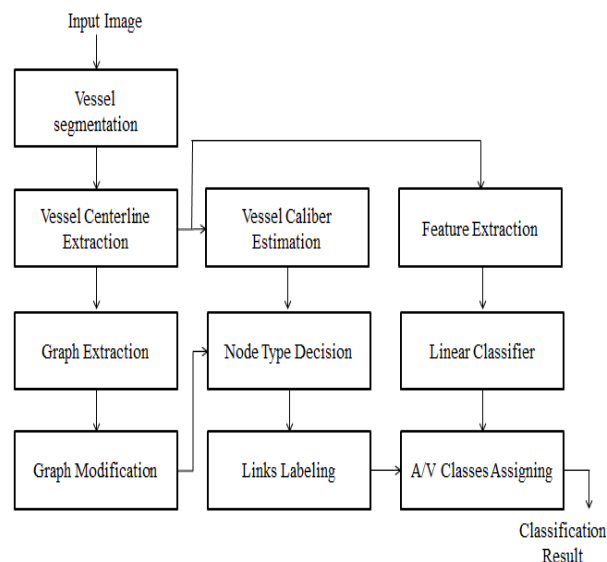 Input Image
Vessel
segmentation
Vessel Centerline
Extraction
Vessel Caliber
Estimation
Feature Extraction
Graph Extraction
Node Type Decision
Linear Classifier
Graph Modification
Links Labeling
A/V Classes Assigning
Classification
Result